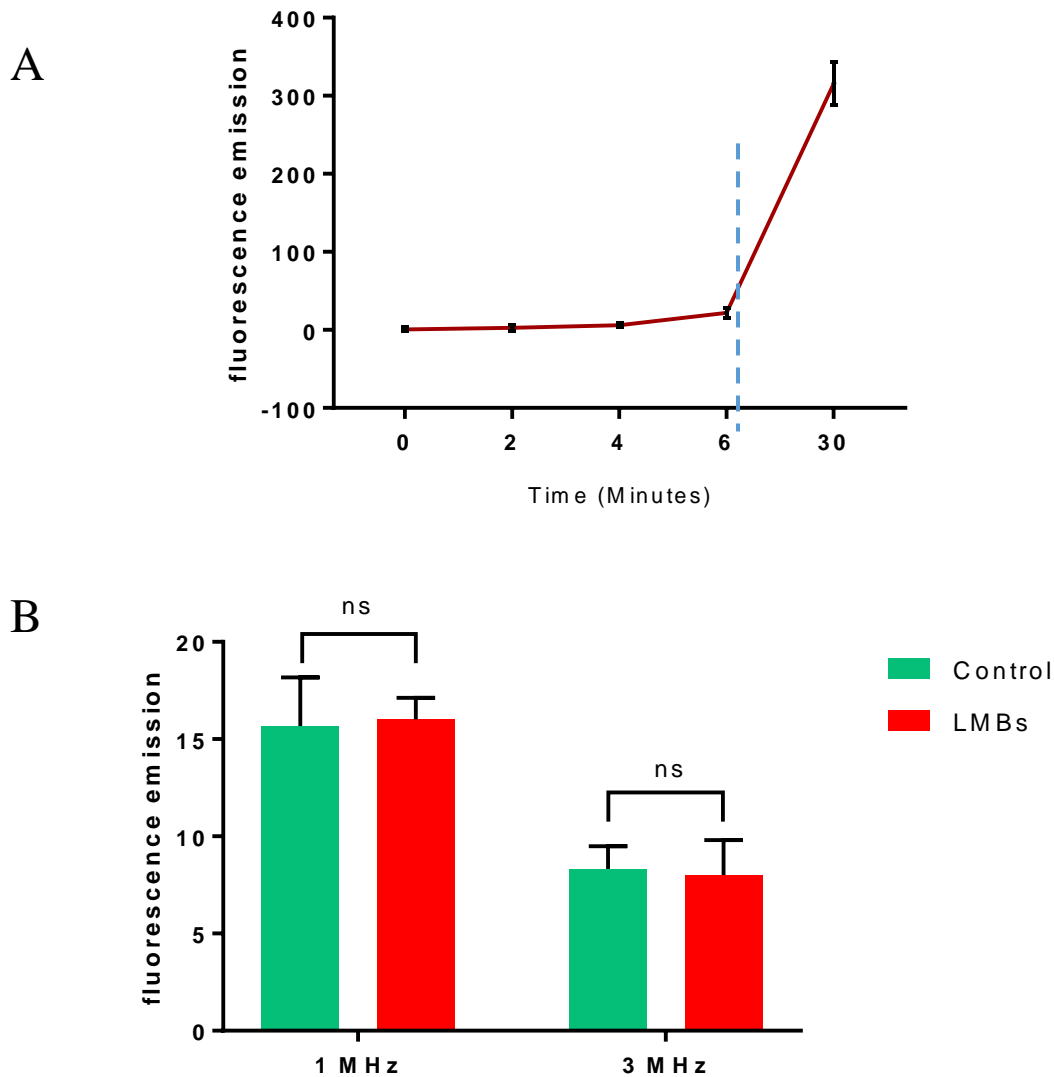 A
400
300
200
100
0
-100
fluorescence emission
0 2 4 6 30
Time (Minutes)
B
20
15
10
5
0
fluorescence emission
ns
ns
Control
LMBs
1 MHz 3 MHz